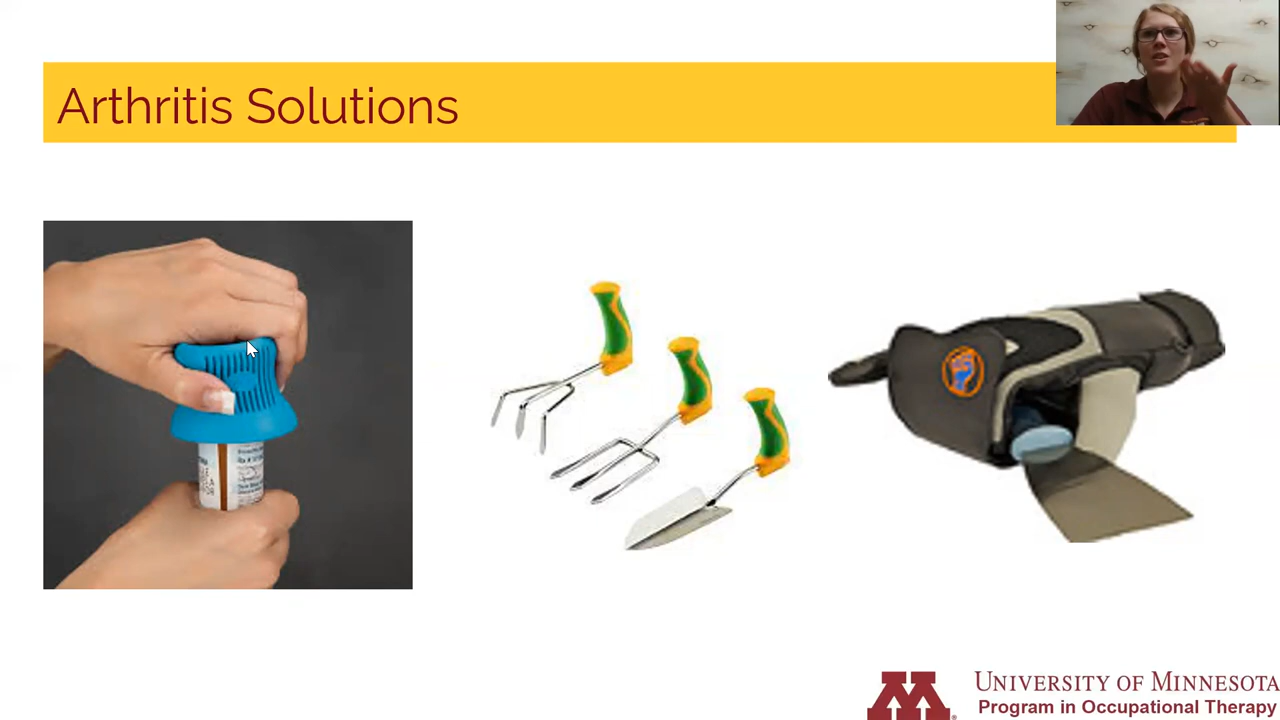 Arthritis Solutions
UNIVERSITY OF MINNESOTA
Program in Occupational Therapy